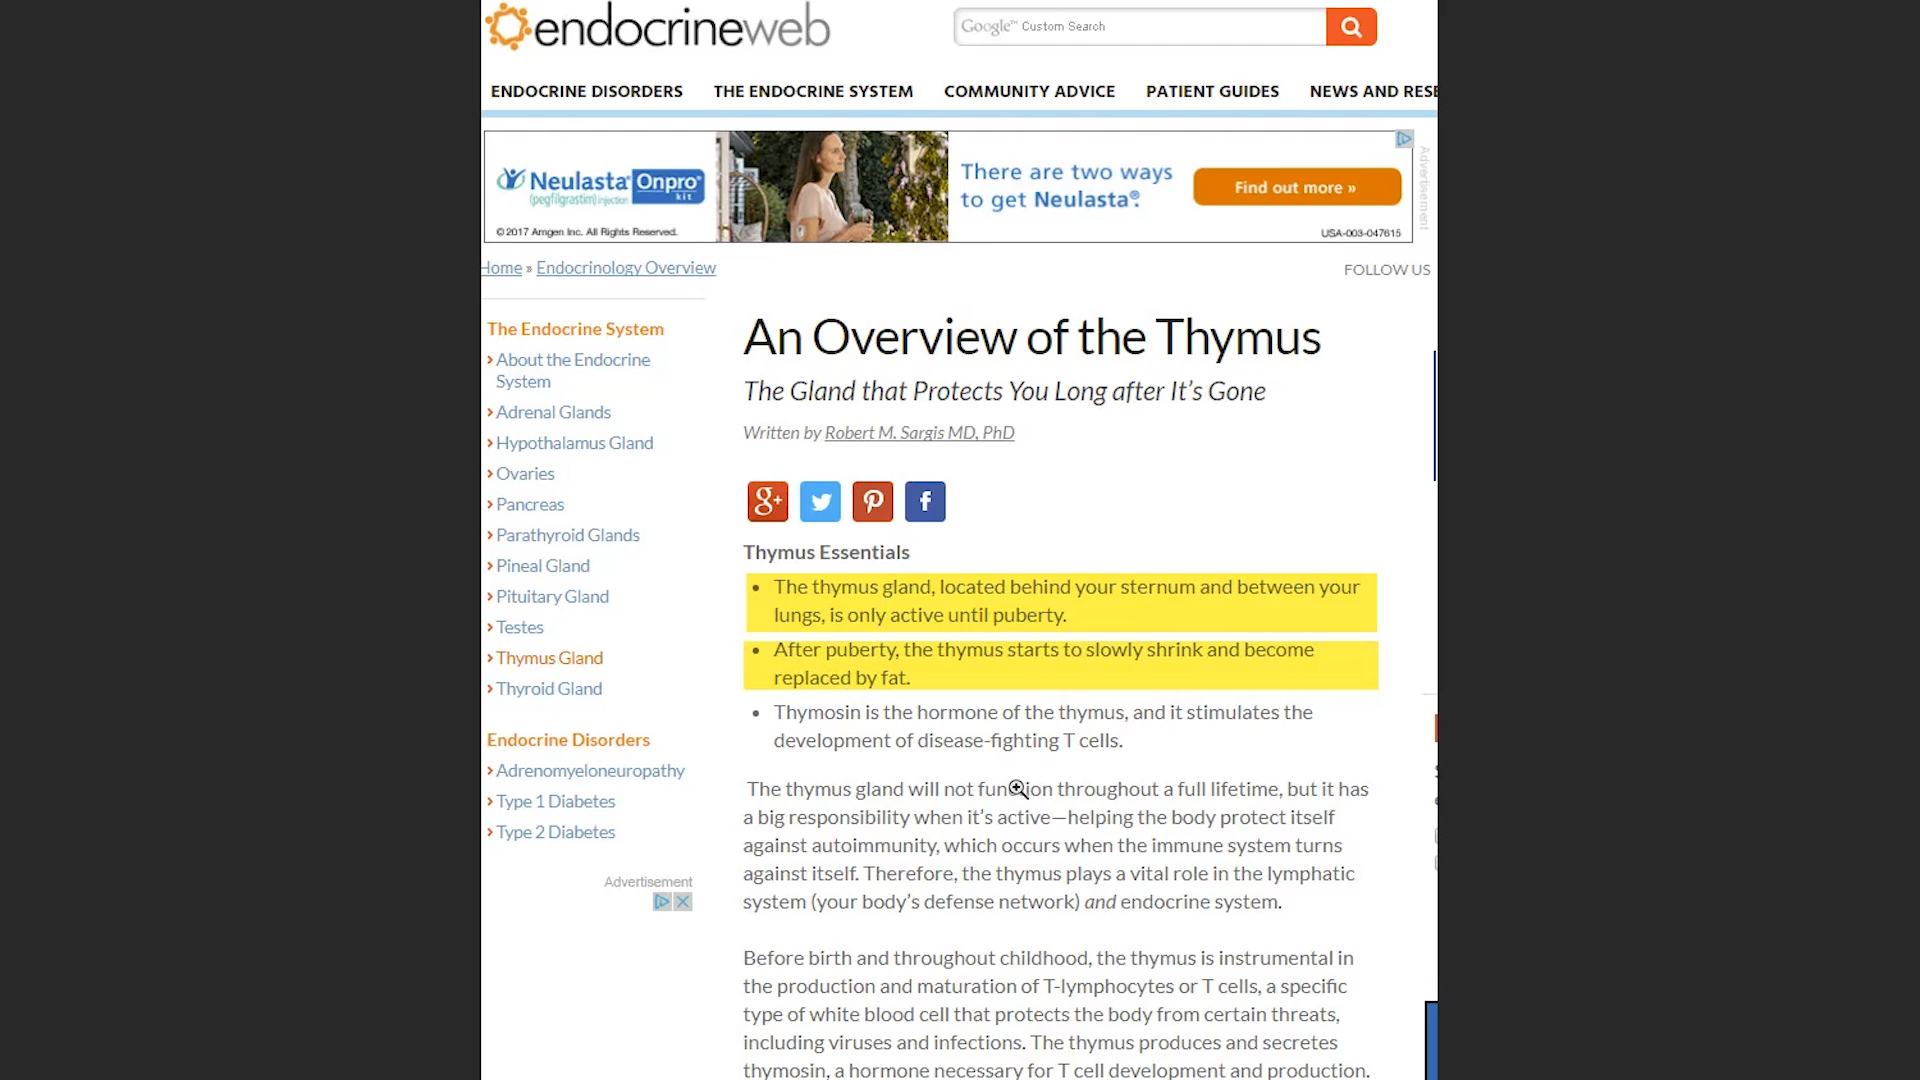 endocrineweb
Google™ Custom Search
ENDOCRINE DISORDERS THE ENDOCRINE SYSTEM COMMUNITY ADVICE PATIENT GUIDES NEWS AND RESE
Neulasta® Onpro®
kit
(pegfilgrastim) injection
© 2017 Amgen Inc. All Rights Reserved.
There are two ways
to get Neulasta®.
Find out more »
USA-003-047615
Advertisement
Home » Endocrinology Overview
FOLLOW US
The Endocrine System
About the Endocrine
System
Adrenal Glands
Hypothalamus Gland
Ovaries
Pancreas
Parathyroid Glands
Pineal Gland
Pituitary Gland
Testes
Thymus Gland
Thyroid Gland
Endocrine Disorders
Adrenomyeloneuropathy
Type 1 Diabetes
Type 2 Diabetes
Advertisement
An Overview of the Thymus
The Gland that Protects You Long after It's Gone
Written by Robert M. Sargis MD, PhD
g+ f
Thymus Essentials
• The thymus gland, located behind your sternum and between your
lungs, is only active until puberty.
• After puberty, the thymus starts to slowly shrink and become
replaced by fat.
• Thymosin is the hormone of the thymus, and it stimulates the
development of disease-fighting T cells.
The thymus gland will not function throughout a full lifetime, but it has
a big responsibility when it's active—helping the body protect itself
against autoimmunity, which occurs when the immune system turns
against itself. Therefore, the thymus plays a vital role in the lymphatic
system (your body's defense network) and endocrine system.
Before birth and throughout childhood, the thymus is instrumental in
the production and maturation of T-lymphocytes or T cells, a specific
type of white blood cell that protects the body from certain threats,
including viruses and infections. The thymus produces and secretes
thymosin, a hormone necessary for T cell development and production.